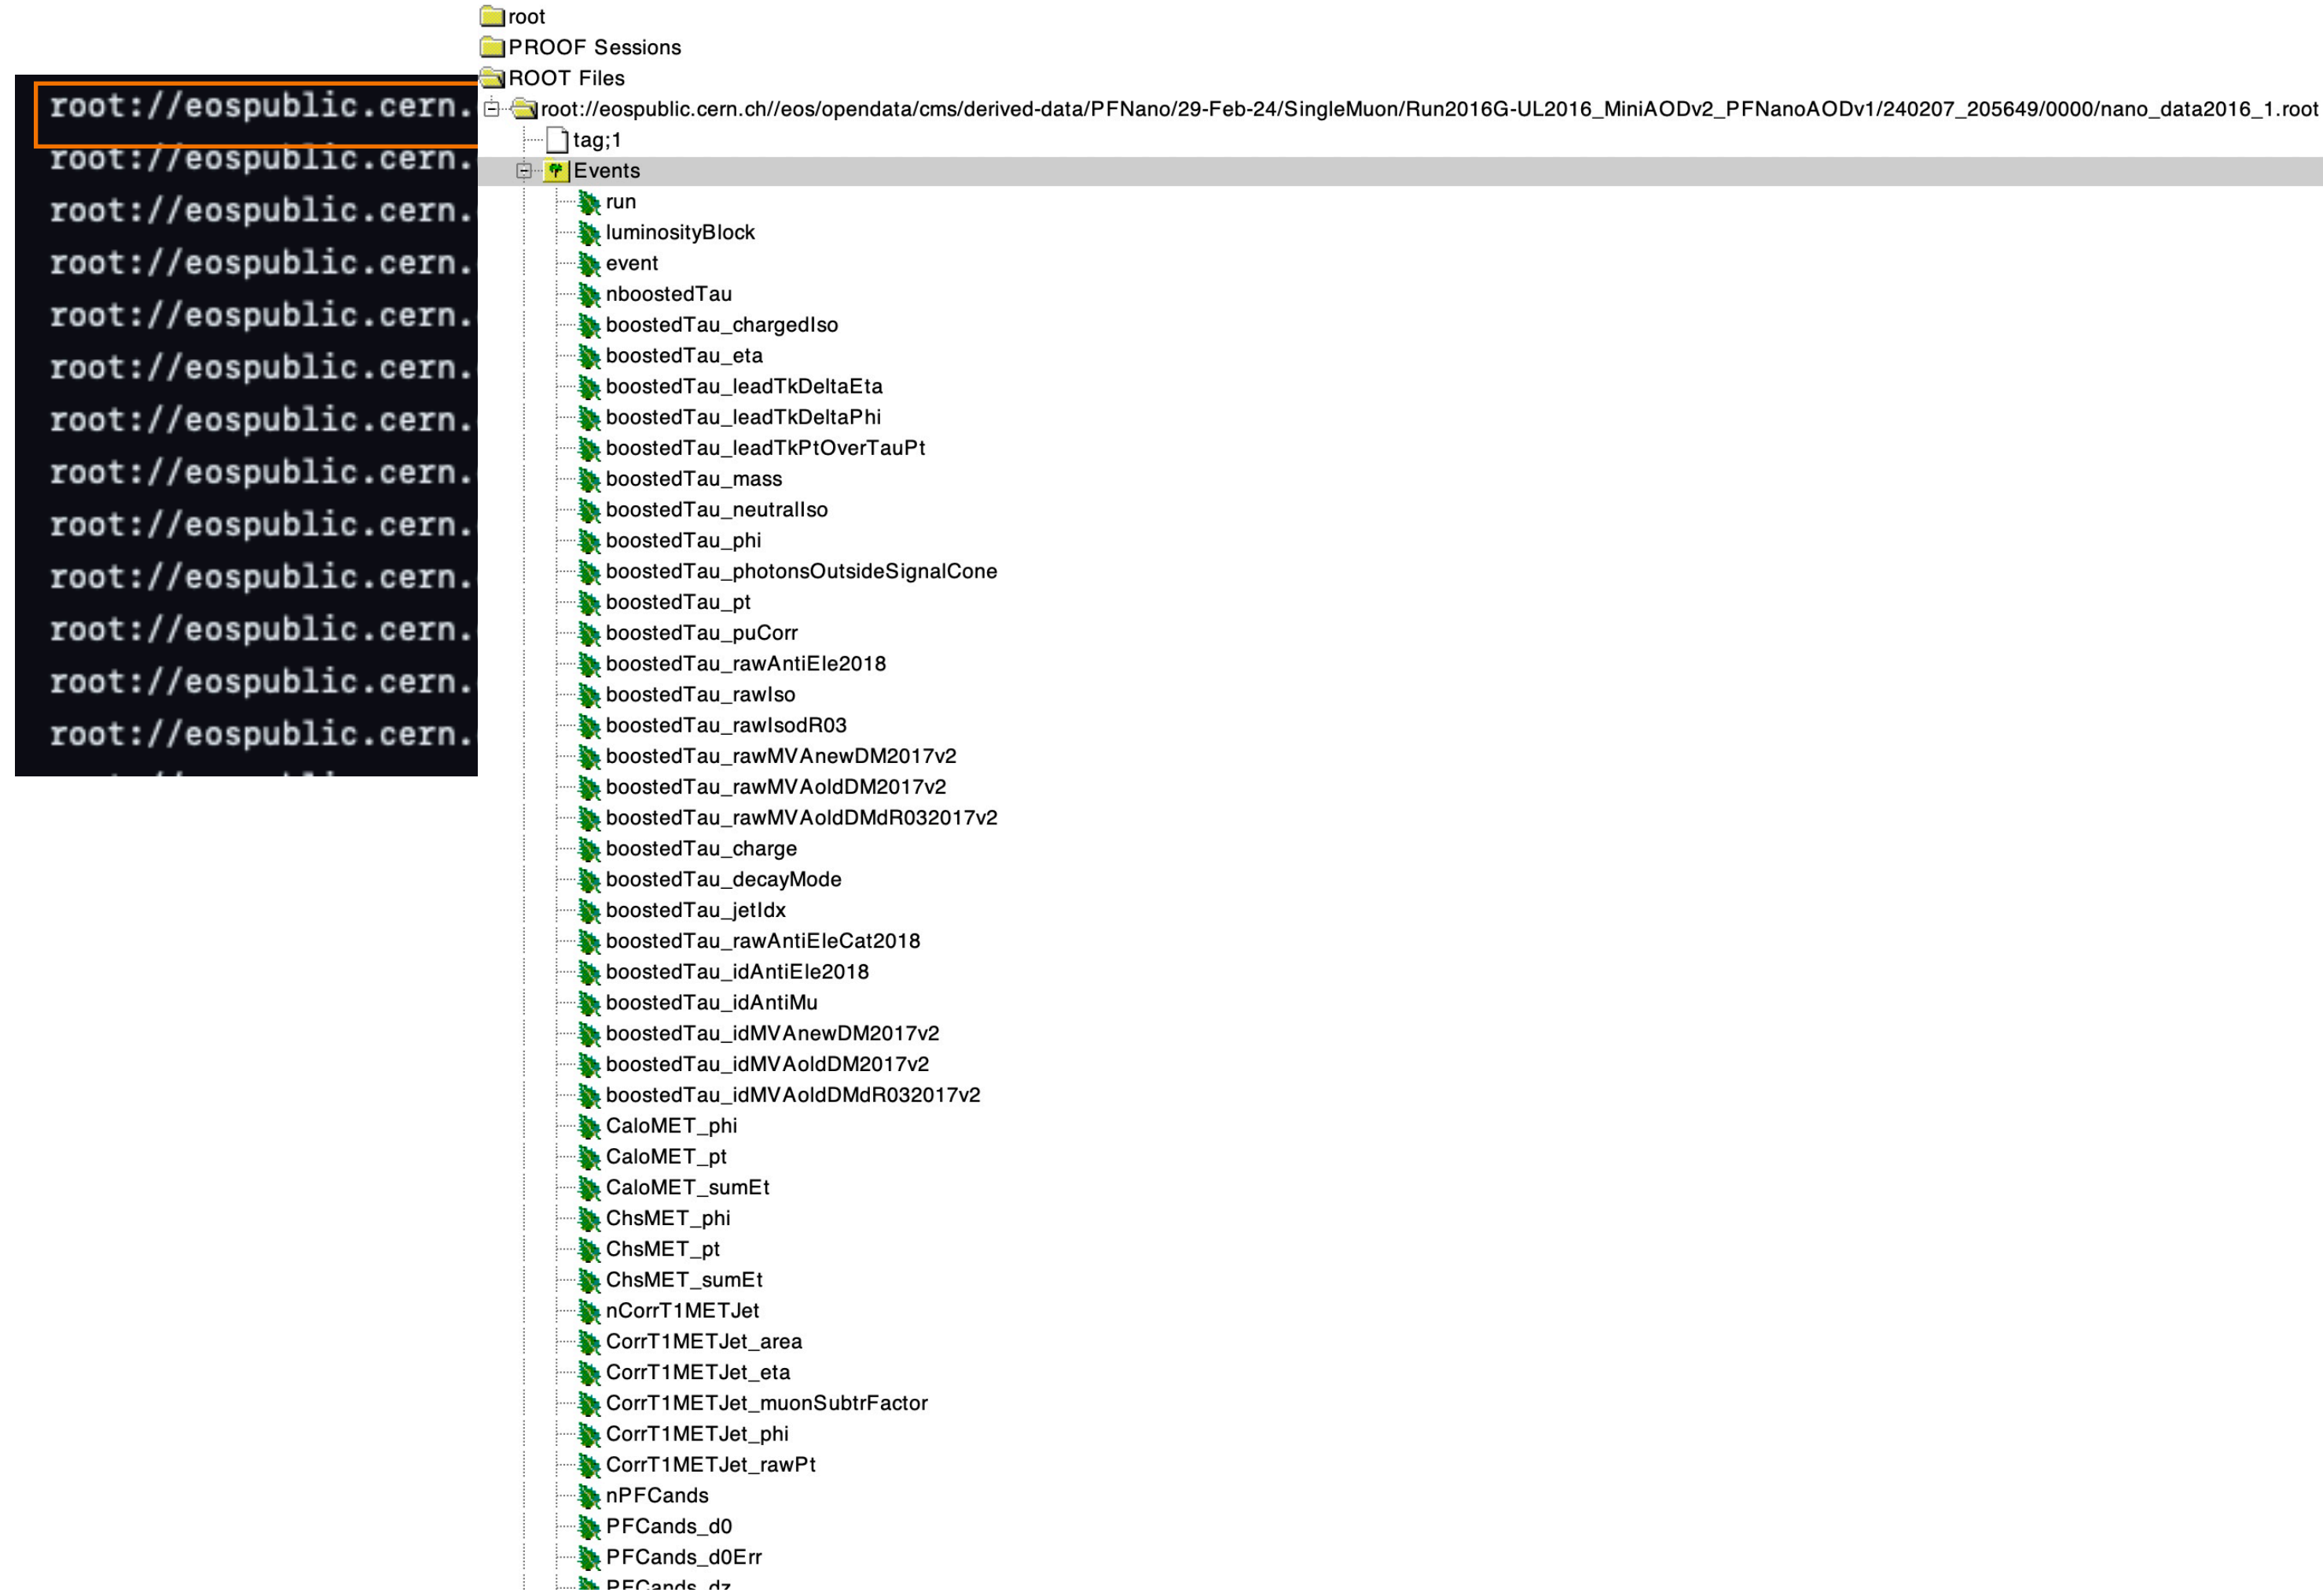 root://eospublic.cern.
root://eospublic.cern.
root://eospublic.cern.
root://eospublic.cern.
root://eospublic.cern.
root://eospublic.cern.
root://eospublic.cern.
root://eospublic.cern.
root://eospublic.cern.
root://eospublic.cern.
root://eospublic.cern.
root://eospublic.cern.
root://eospublic.cern.
root
PROOF Sessions
ROOT Files
root://eospublic.cern.ch//eos/opendata/cms/derived-data/PFNano/29-Feb-24/SingleMuon/Run2016G-UL2016_MiniAODv2_PFNanoAODv1/240207_205649/0000/nano_data2016_1.root
tag;1
Events
run
luminosityBlock
event
nboostedTau
boostedTau_chargedIso
boostedTau_eta
boostedTau_leadTkDeltaEta
boostedTau_leadTkDeltaPhi
boostedTau_leadTkPtOverTauPt
boostedTau_mass
boostedTau_neutralIso
boostedTau_phi
boostedTau_photonsOutsideSignalCone
boostedTau_pt
boostedTau_puCorr
boostedTau_rawAntiEle2018
boostedTau_rawIso
boostedTau_rawIsodR03
boostedTau_rawMVAnewDM2017v2
boostedTau_rawMVAoldDM2017v2
boostedTau_rawMVAoldDMdR032017v2
boostedTau_charge
boostedTau_decayMode
boostedTau_jetIdx
boostedTau_rawAntiEleCat2018
boostedTau_idAntiEle2018
boostedTau_idAntiMu
boostedTau_idMVAnewDM2017v2
boostedTau_idMVAoldDM2017v2
boostedTau_idMVAoldDMdR032017v2
CaloMET_phi
CaloMET_pt
CaloMET_sumEt
ChsMET_phi
ChsMET_pt
ChsMET_sumEt
nCorrT1METJet
CorrT1METJet_area
CorrT1METJet_eta
CorrT1METJet_muonSubtrFactor
CorrT1METJet_phi
CorrT1METJet_rawPt
nPFCands
PFCands_d0
PFCands_d0Err
PFCands_dz